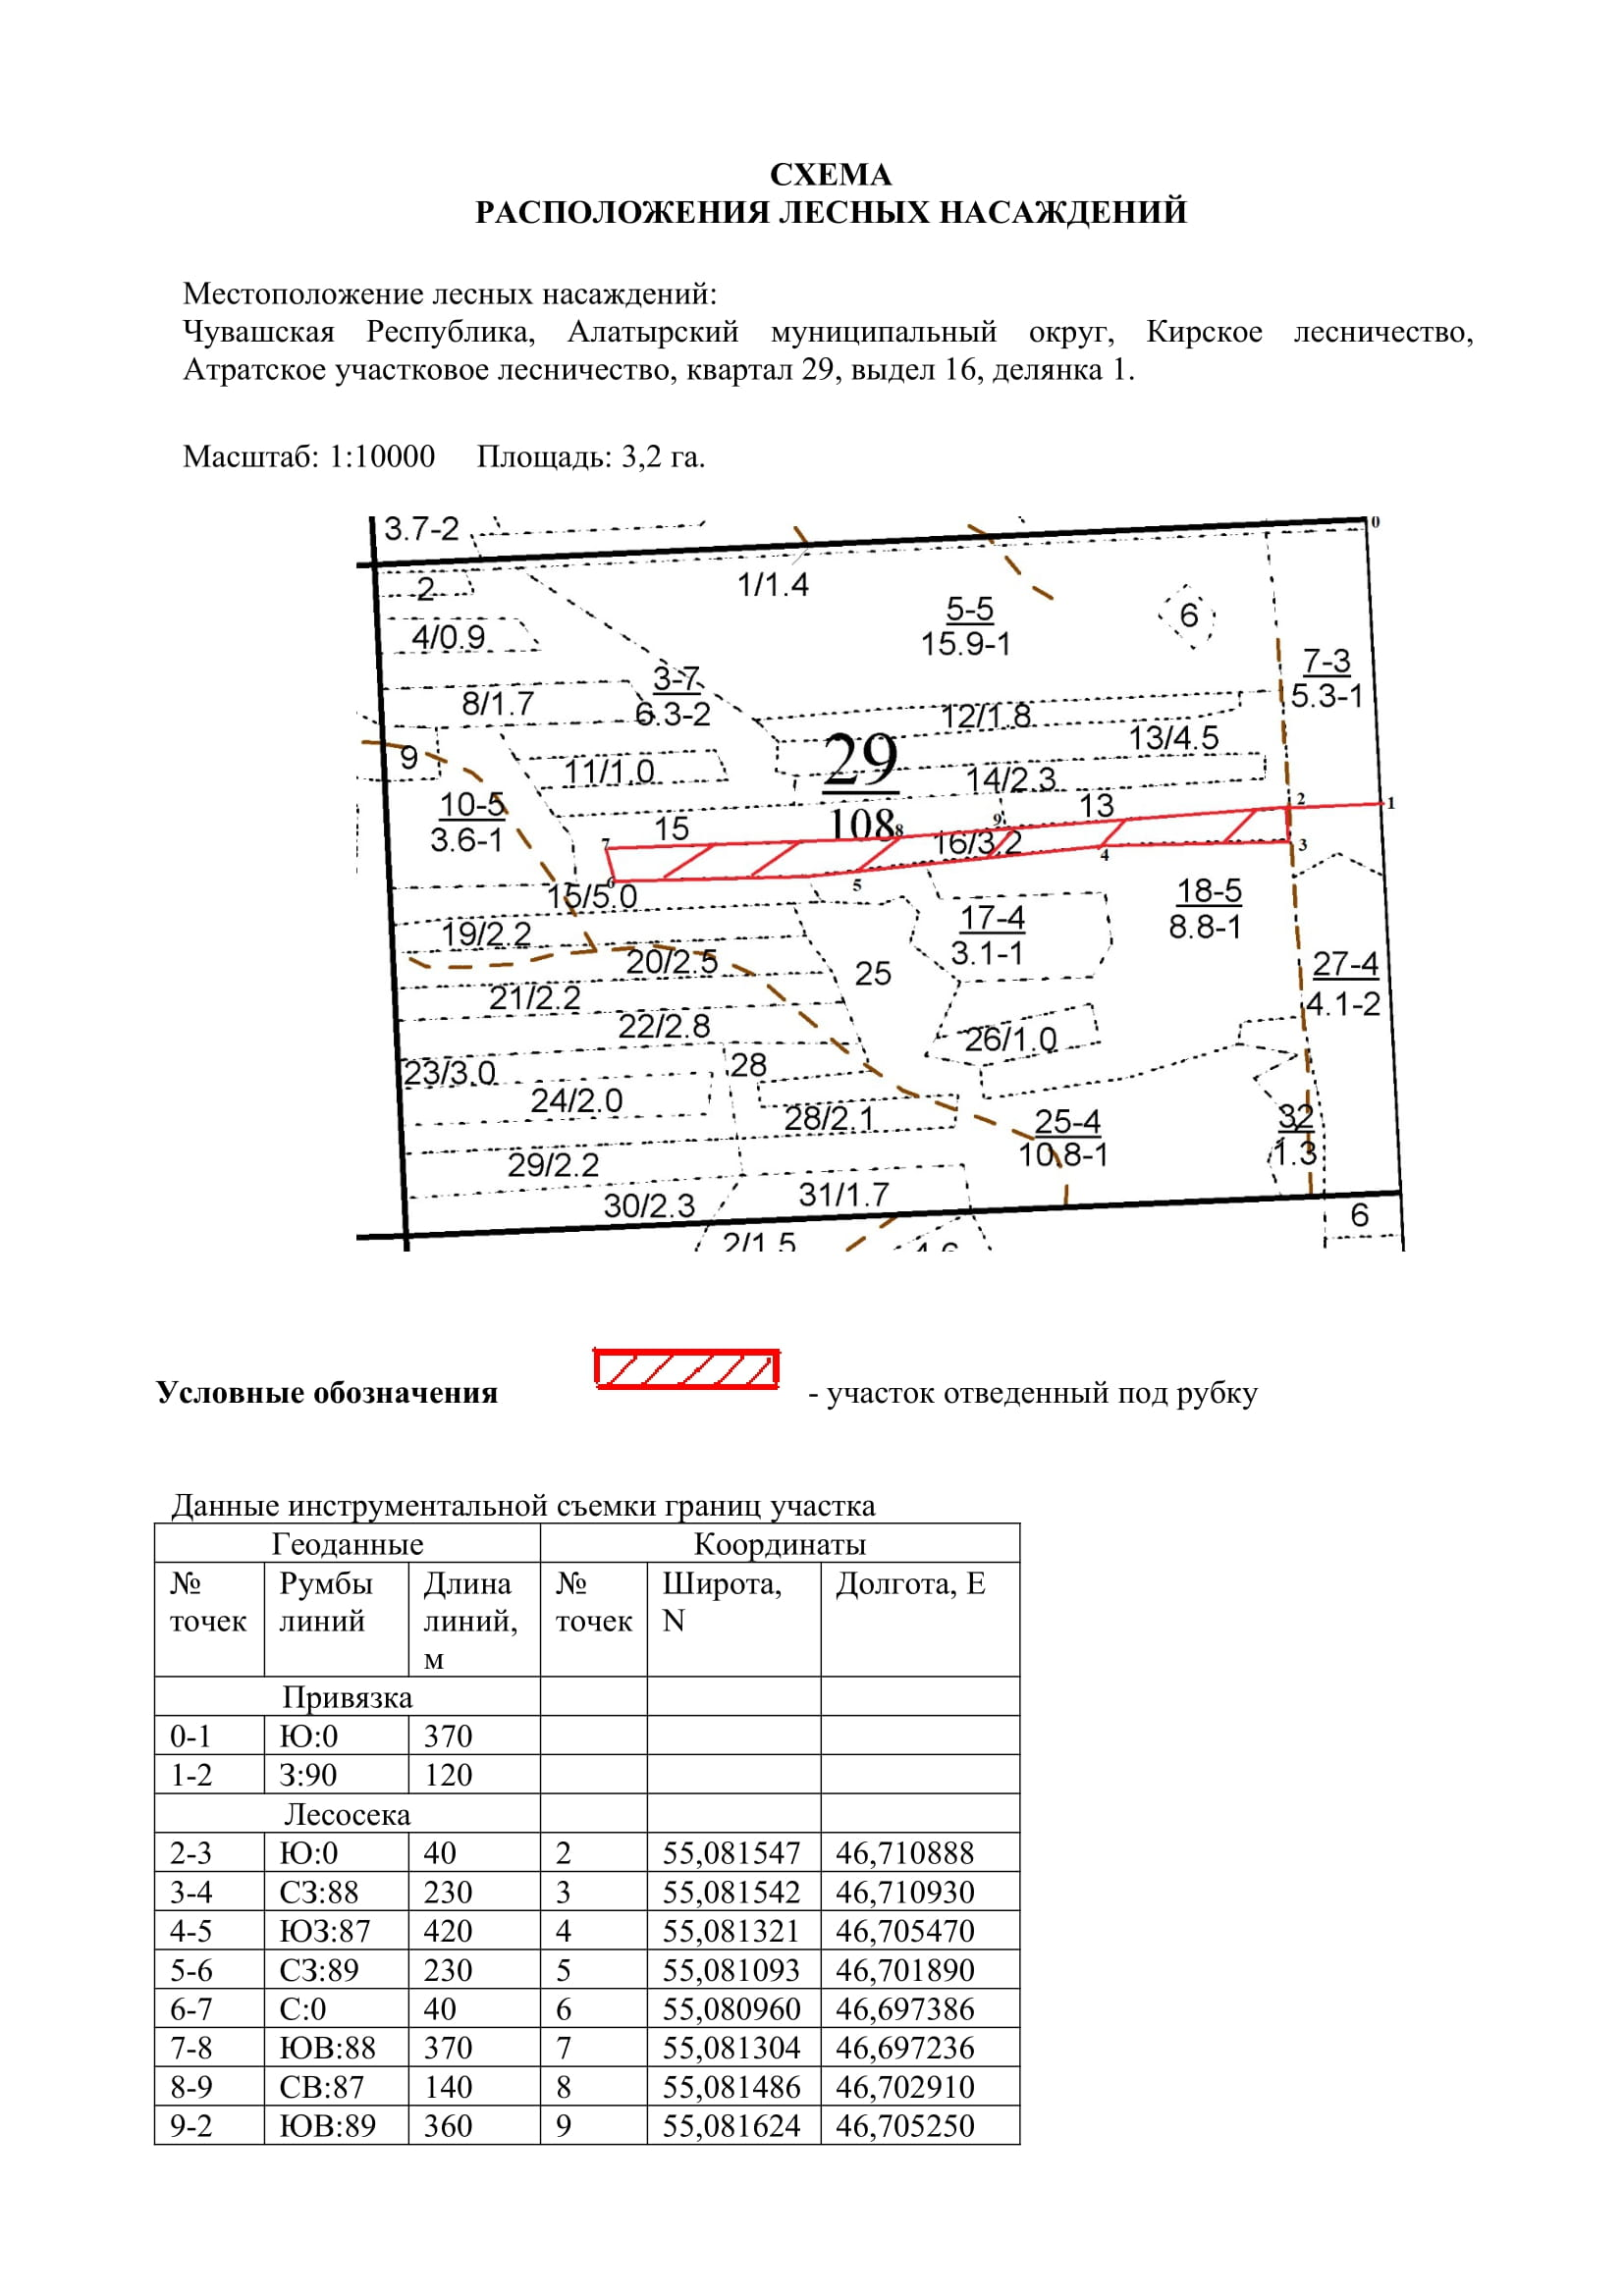 СХЕМА
РАСПОЛОЖЕНИЯ ЛЕСНЫХ НАСАЖДЕНИЙ
Местоположение лесных насаждений:
Чувашская Республика, Алатырский муниципальный округ, Кирское лесничество,
Атратское участковое лесничество, квартал 29, выдел 16, делянка 1.
Масштаб: 1:10000 Площадь: 3,2 га.
3.7-2
0
2
1/1.4
5-5
15.9-1
6
4/0.9
7-3
5.3-1
3-7
6.3-2
8/1.7
12/1.8
13/4.5
9
11/1.0
29
108
14/2.3
10-5
3.6-1
15
13
2
1
7
8
9
16/3.2
4
3
6
5
15/5.0
17-4
3.1-1
18-5
8.8-1
19/2.2
20/2.5
25
27-4
4.1-2
21/2.2
22/2.8
26/1.0
23/3.0
28
24/2.0
28/2.1
25-4
10.8-1
32
1.3
29/2.2
30/2.3
31/1.7
6
2/1.5
Условные обозначения - участок отведенный под рубку
Данные инструментальной съемки границ участка
Геоданные Координаты
№ точек Румбы линий Длина линий, м № точек Широта, N Долгота, E
Привязка
0-1 Ю:0 370
1-2 З:90 120
Лесосека
2-3 Ю:0 40 2 55,081547 46,710888
3-4 СЗ:88 230 3 55,081542 46,710930
4-5 ЮЗ:87 420 4 55,081321 46,705470
5-6 СЗ:89 230 5 55,081093 46,701890
6-7 С:0 40 6 55,080960 46,697386
7-8 ЮВ:88 370 7 55,081304 46,697236
8-9 СВ:87 140 8 55,081486 46,702910
9-2 ЮВ:89 360 9 55,081624 46,705250